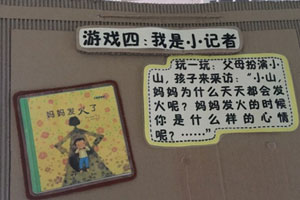 游戏四：我是小记者
玩一玩：父母扮演小
山，孩子来采访：“小山，
妈妈为什么天天都会发
火呢？妈妈发火的时候
你是什么样的心情
呢？……”
妈妈发火了